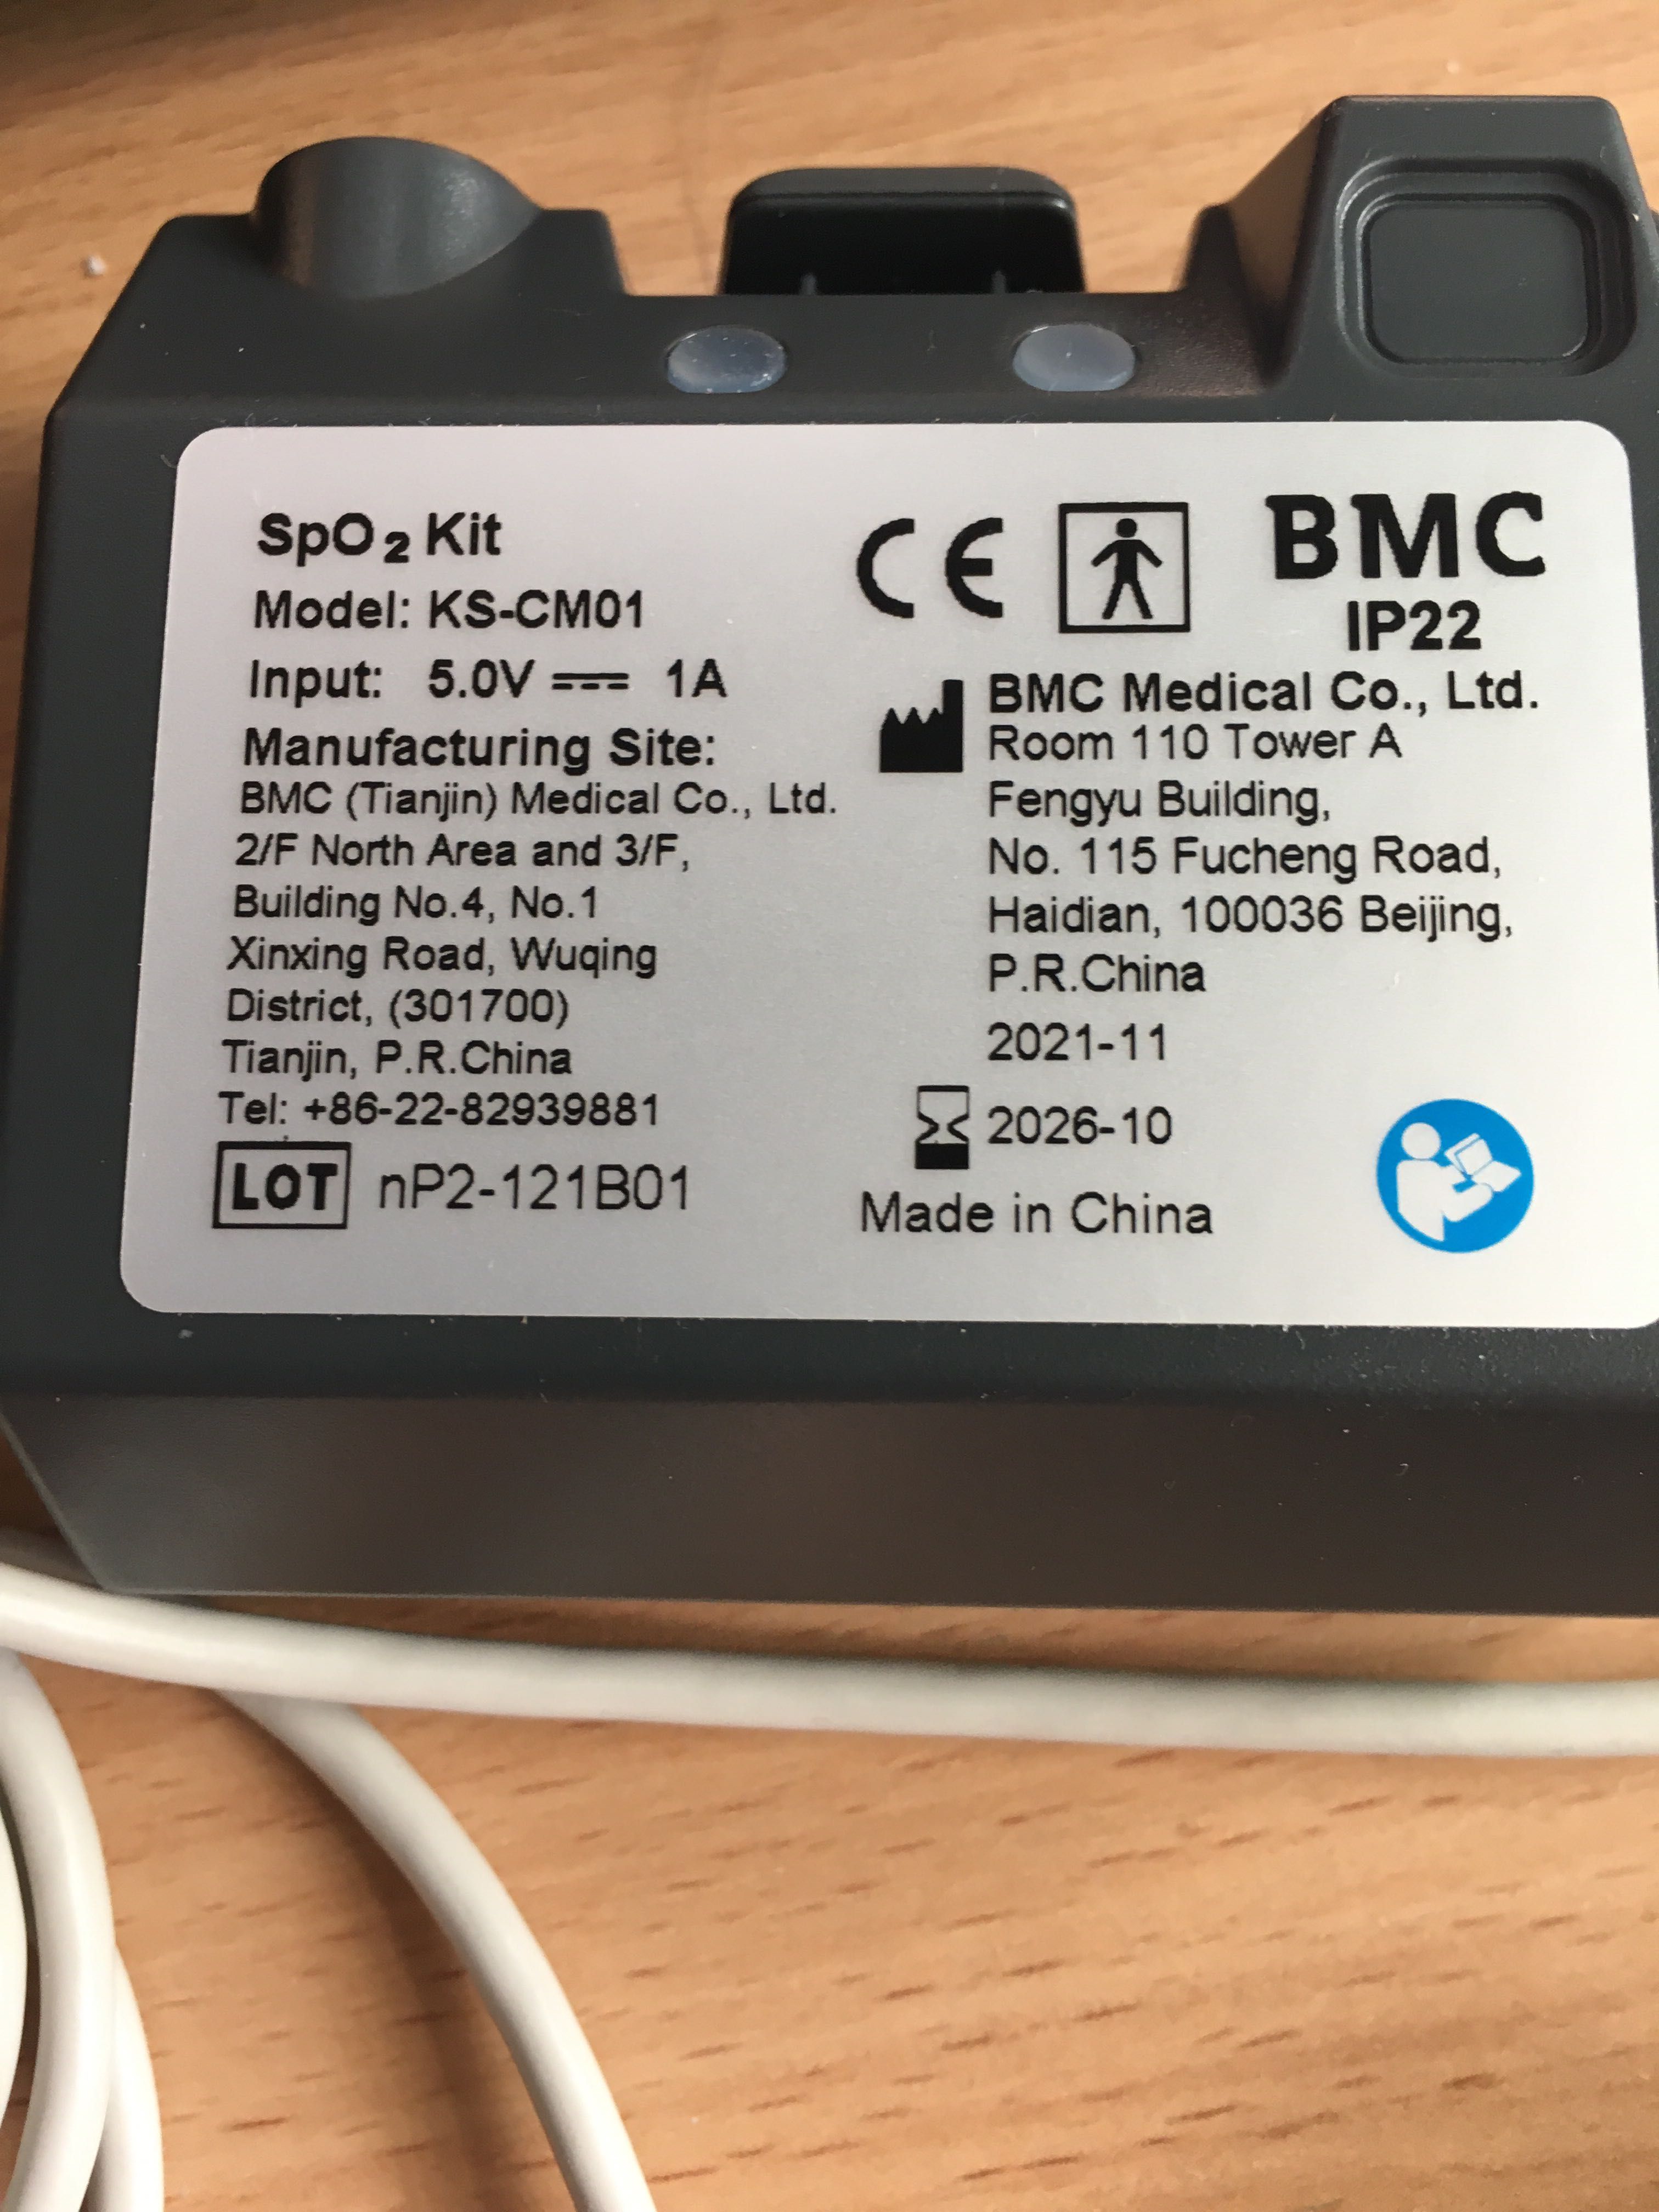 SpO₂ Kit
Model: KS-CM01
Input: 5.0V ⎓ 1A
Manufacturing Site:
BMC (Tianjin) Medical Co., Ltd.
2/F North Area and 3/F,
Building No.4, No.1
Xinxing Road, Wuqing
District, (301700)
Tianjin, P.R.China
Tel: +86-22-82939881
LOT nP2-121B01
CE
BMC
IP22
BMC Medical Co., Ltd.
Room 110 Tower A
Fengyu Building,
No. 115 Fucheng Road,
Haidian, 100036 Beijing,
P.R.China
2021-11
2026-10
Made in China